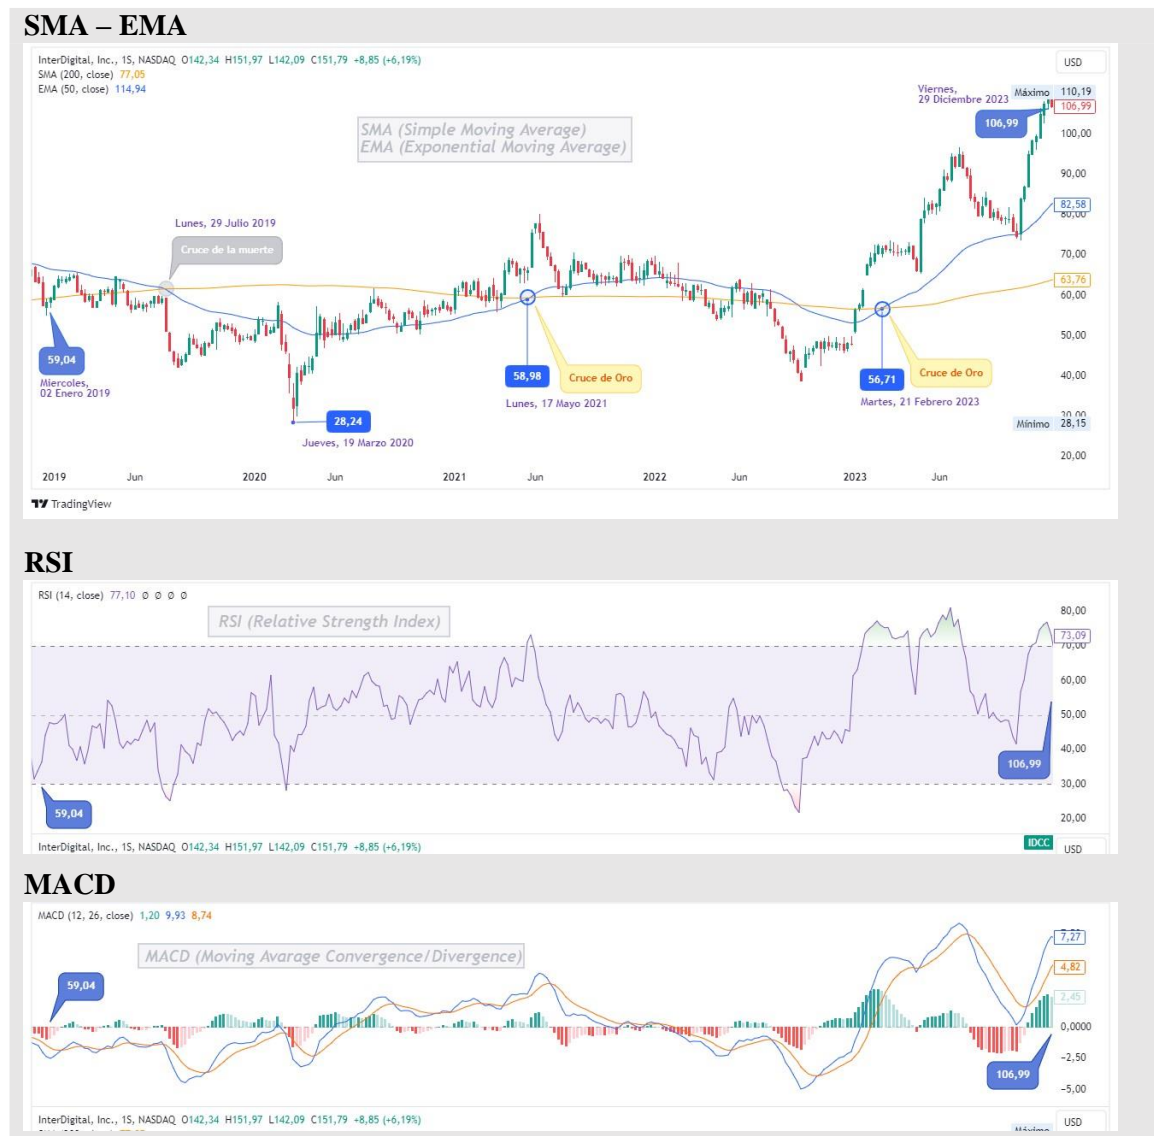 SMA – EMA
InterDigital, Inc., 1S, NASDAQ O142,34 H151,97 L142,09 C151,79 +8,85 (+6,19%)
USD
SMA (200, close) 77,05
EMA (50, close) 114,94
Viernes,
29 Diciembre 2023
Máximo 110,19
106,99
106,99
SMA (Simple Moving Average)
EMA (Exponential Moving Average)
100,00
90,00
82,58
80,00
Lunes, 29 Julio 2019
Cruce de la muerte
70,00
63,76
60,00
50,00
59,04
Miercoles,
02 Enero 2019
58,98
Cruce de Oro
Lunes, 17 Mayo 2021
56,71
Cruce de Oro
Martes, 21 Febrero 2023
40,00
30,00
28,24
Jueves, 19 Marzo 2020
Mínimo 28,15
20,00
2019 Jun 2020 Jun 2021 Jun 2022 Jun 2023 Jun
TradingView
RSI
RSI (14, close) 77,10 Ø Ø Ø Ø
RSI (Relative Strength Index)
80,00
73,09
70,00
60,00
50,00
40,00
106,99
30,00
59,04
20,00
InterDigital, Inc., 1S, NASDAQ O142,34 H151,97 L142,09 C151,79 +8,85 (+6,19%)
IDCC
USD
MACD
MACD (12, 26, close) 1,20 9,93 8,74
MACD (Moving Avarage Convergence/Divergence)
7,27
4,82
59,04
2,45
0,0000
−2,50
106,99
−5,00
InterDigital, Inc., 1S, NASDAQ O142,34 H151,97 L142,09 C151,79 +8,85 (+6,19%)
USD
Máximo